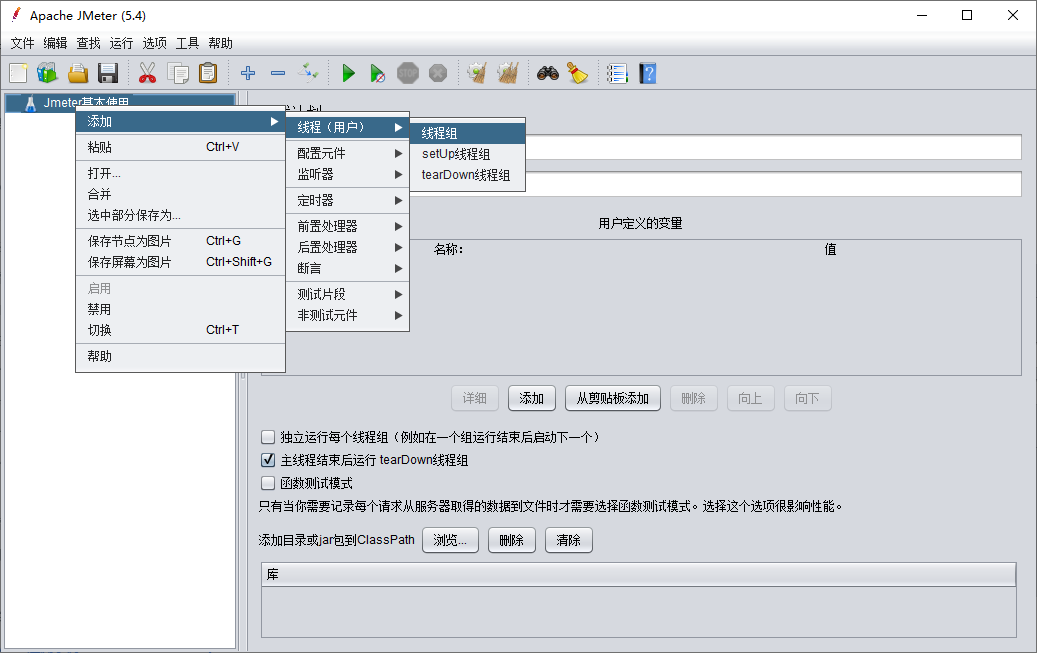 Apache JMeter (5.4)
文件 编辑 查找 运行 选项 工具 帮助
Jmeter基本使用
添加
粘贴 Ctrl+V
打开...
合并
选中部分保存为...
保存节点为图片 Ctrl+G
保存屏幕为图片 Ctrl+Shift+G
启用
禁用
切换 Ctrl+T
帮助
线程（用户）
配置元件
监听器
定时器
前置处理器
后置处理器
断言
测试片段
非测试元件
线程组
setUp线程组
tearDown线程组
用户定义的变量
名称: 值
详细 添加 从剪贴板添加 删除 向上 向下
独立运行每个线程组（例如在一个组运行结束后启动下一个）
主线程结束后运行 tearDown线程组
函数测试模式
只有当你需要记录每个请求从服务器取得的数据到文件时才需要选择函数测试模式。选择这个选项很影响性能。
添加目录或jar包到ClassPath 浏览... 删除 清除
库
STOP